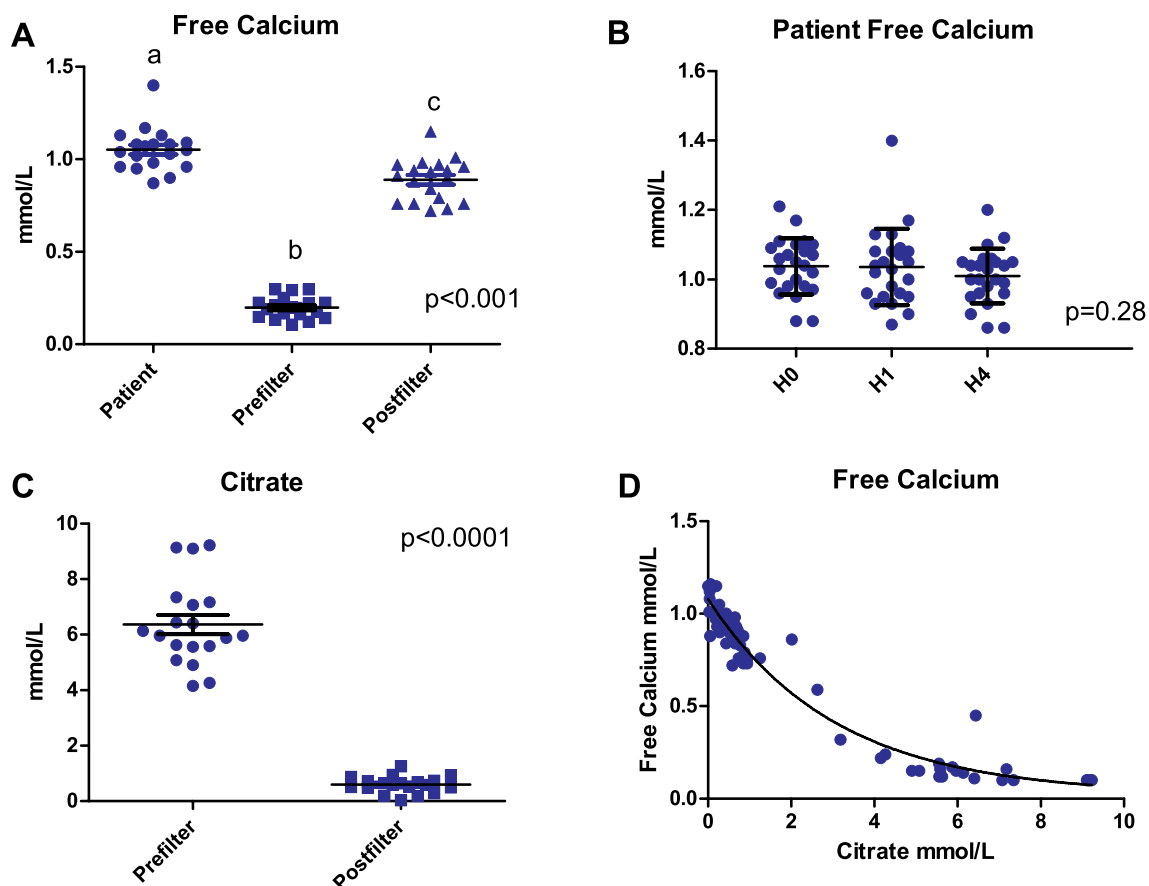 A
Free Calcium
a
b
c
1.5
1.0
0.5
0.0
mmol/L
p<0.001
Patient
Prefilter
Postfilter
B
Patient Free Calcium
1.6
1.4
1.2
1.0
0.8
mmol/L
p=0.28
H0
H1
H4
C
Citrate
10
8
6
4
2
0
mmol/L
p<0.0001
Prefilter
Postfilter
D
Free Calcium
1.5
1.0
0.5
0.0
Free Calcium mmol/L
0 2 4 6 8 10
Citrate mmol/L